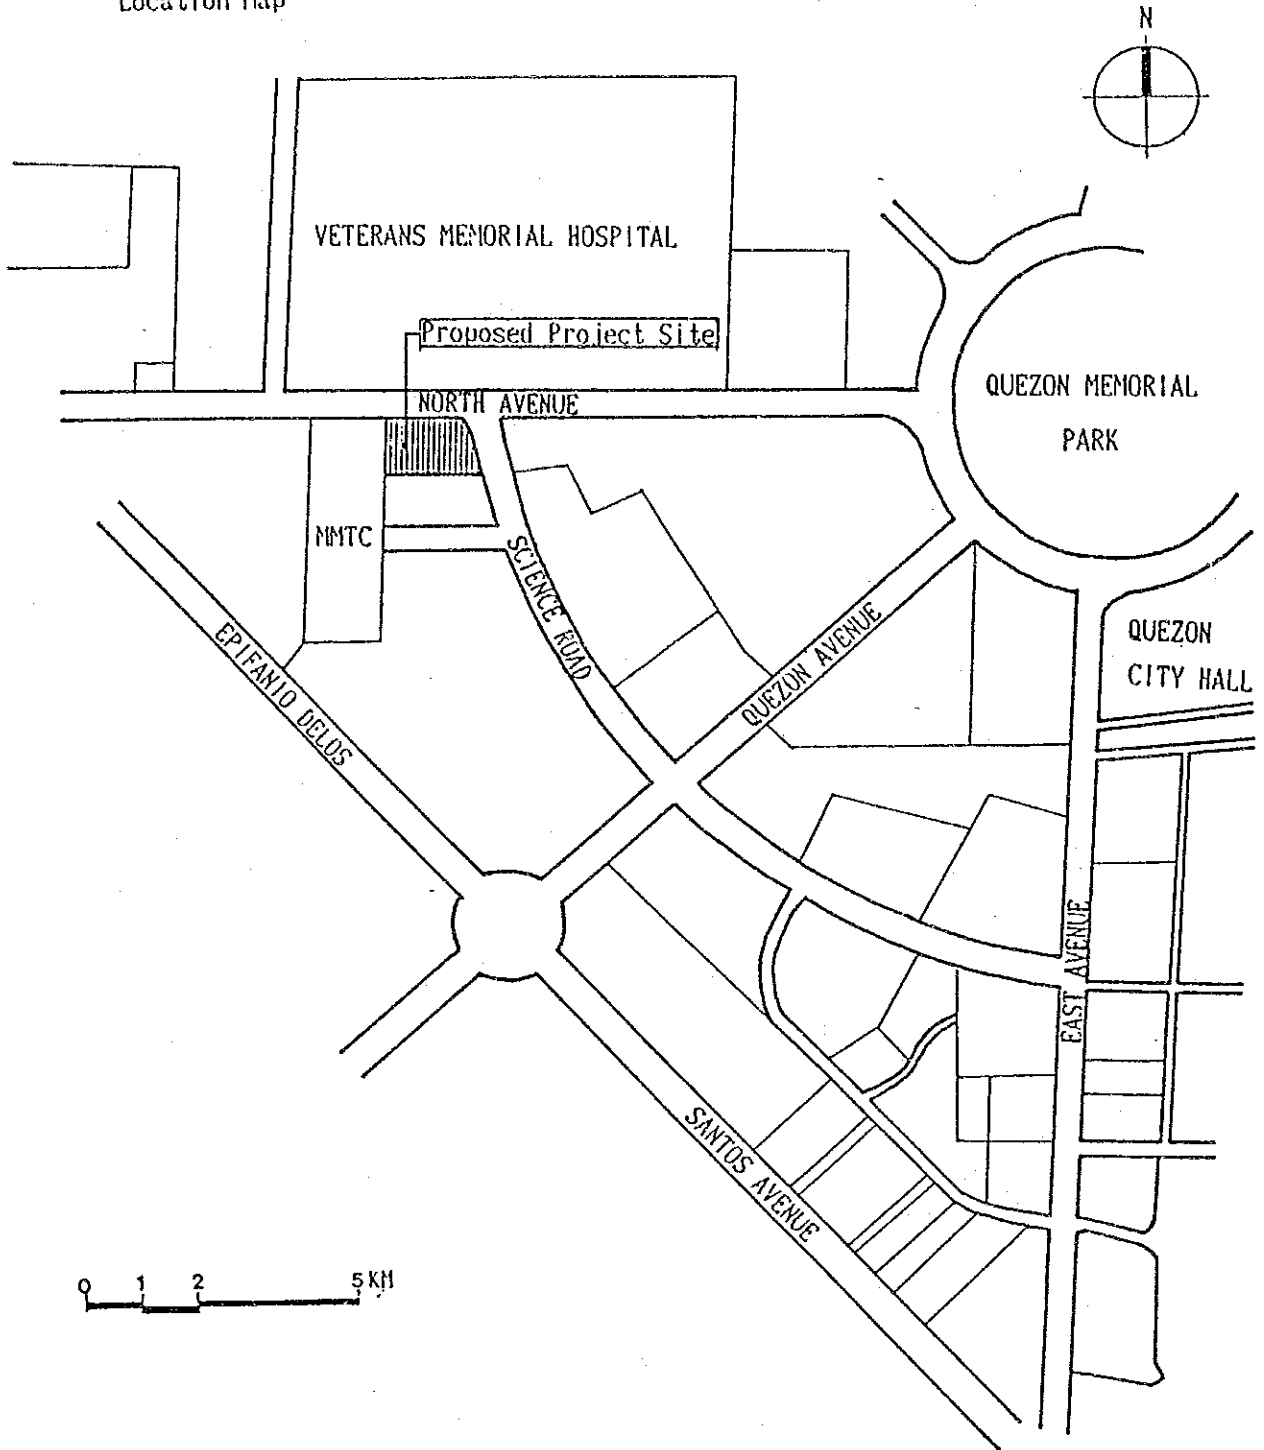 Location Map
N
VETERANS MEMORIAL HOSPITAL
Proposed Project Site
NORTH AVENUE
QUEZON MEMORIAL
PARK
MMTC
SCIENCE ROAD
EPIFANIO DELOS
QUEZON AVENUE
QUEZON
CITY HALL
EAST AVENUE
SANTOS AVENUE
0 1 2 5 KM